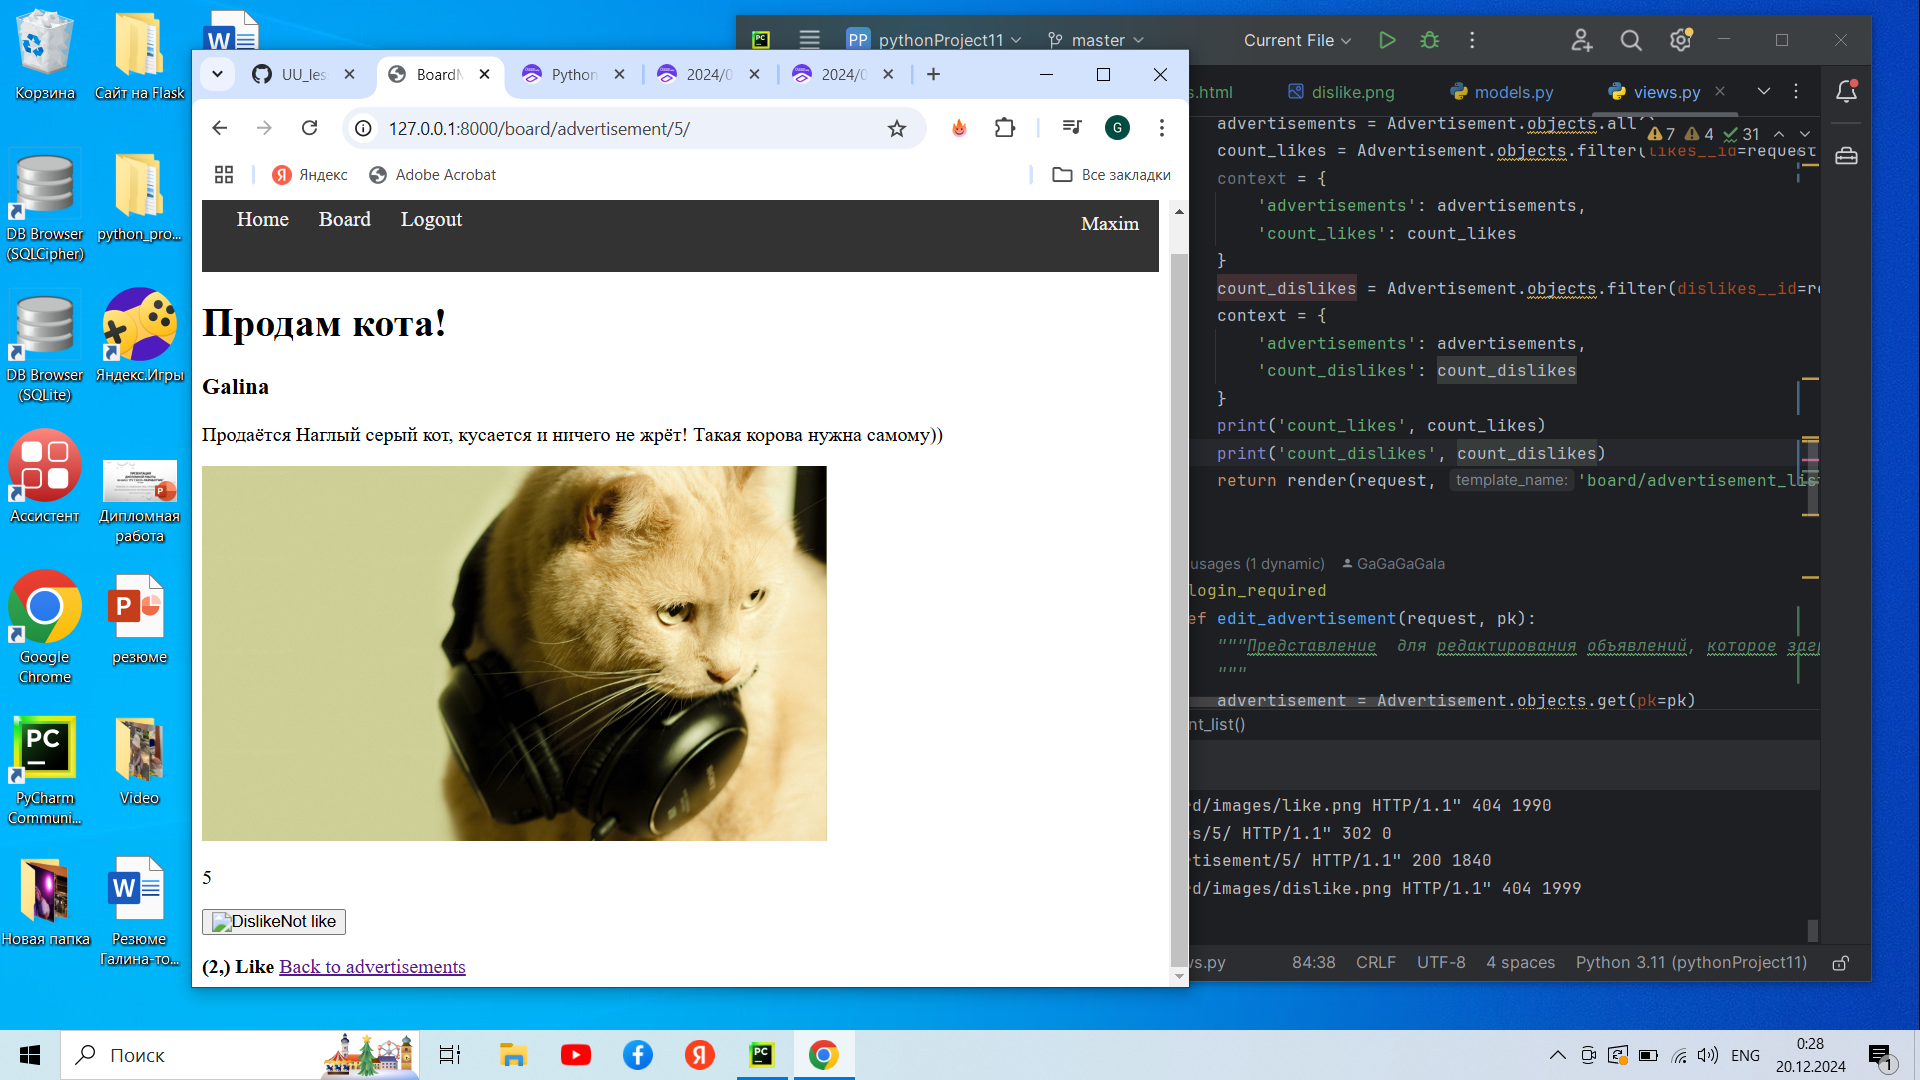 Корзина
Сайт на Flask
DB Browser
(SQLCipher)
python_pro...
DB Browser
(SQLite)
Яндекс.Игры
Ассистент
Дипломная
работа
Google
Chrome
резюме
PyCharm
Communi...
Video
Новая папка
Резюме
Галина-то...
UU_les
BoardM
Python
2024/0
2024/0
127.0.0.1:8000/board/advertisement/5/
G
Яндекс
Adobe Acrobat
Все закладки
Home
Board
Logout
Maxim
Продам кота!
Galina
Продаётся Наглый серый кот, кусается и ничего не жрёт! Такая корова нужна самому))
5
DislikeNot like
(2,) Like Back to advertisements
PP pythonProject11
master
Current File
s.html
dislike.png
models.py
views.py
7 4 31
advertisements = Advertisement.objects.all
count_likes = Advertisement.objects.filter(likes__id=request
context = {
'advertisements': advertisements,
'count_likes': count_likes
}
count_dislikes = Advertisement.objects.filter(dislikes__id=re
context = {
'advertisements': advertisements,
'count_dislikes': count_dislikes
}
print('count_likes', count_likes)
print('count_dislikes', count_dislikes)
return render(request, template_name: 'board/advertisement_lis
usages (1 dynamic) GaGaGaGala
login_required
ef edit_advertisement(request, pk):
"""Представление для редактирования объявлений, которое загр
"""
advertisement = Advertisement.objects.get(pk=pk)
nt_list()
rd/images/like.png HTTP/1.1" 404 1990
s/5/ HTTP/1.1" 302 0
rtisement/5/ HTTP/1.1" 200 1840
rd/images/dislike.png HTTP/1.1" 404 1999
ws.py
84:38 CRLF UTF-8 4 spaces Python 3.11 (pythonProject11)
Поиск
ENG
0:28
20.12.2024
1